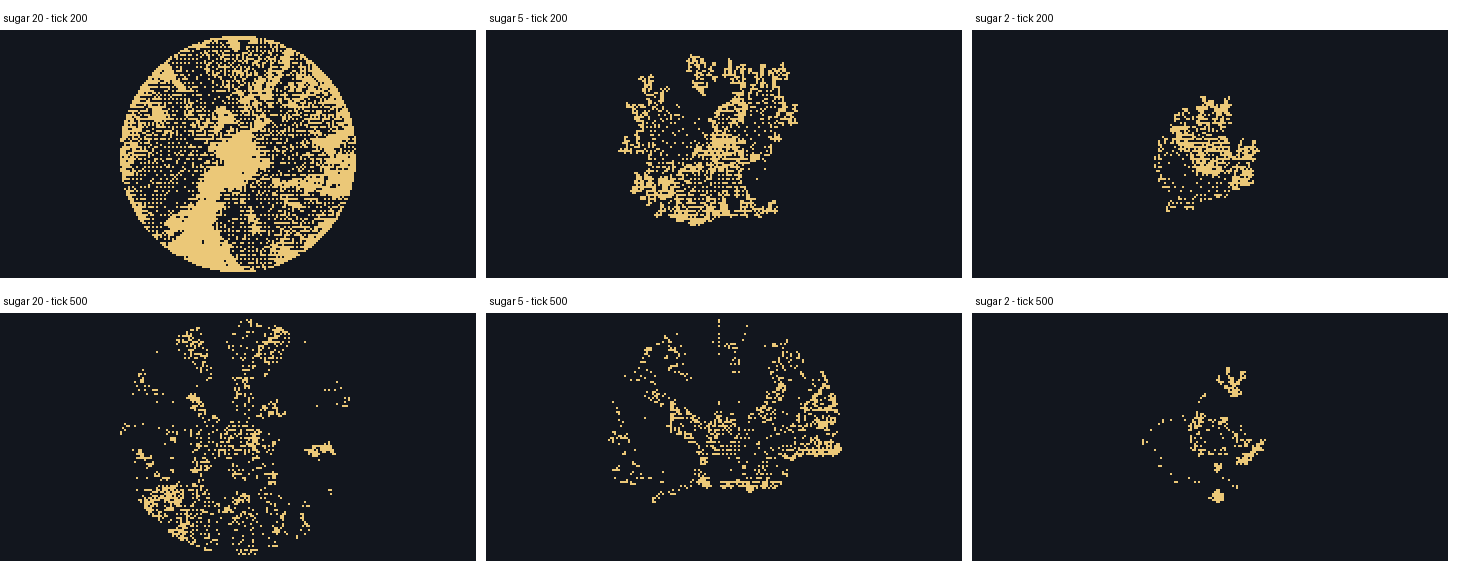 sugar 20 - tick 200
sugar 5 - tick 200
sugar 2 - tick 200
sugar 20 - tick 500
sugar 5 - tick 500
sugar 2 - tick 500